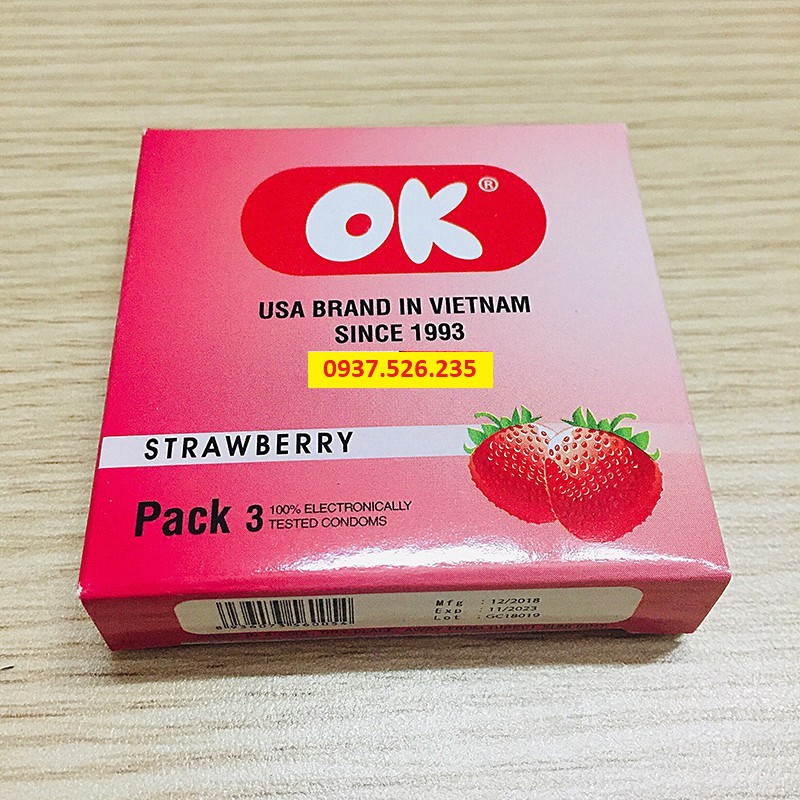 OK®
USA BRAND IN VIETNAM
SINCE 1993
0937.526.235
STRAWBERRY
Pack 3 100% ELECTRONICALLY
TESTED CONDOMS
Mfg : 12/2018
Exp : 11/2023
Lot : GC18019